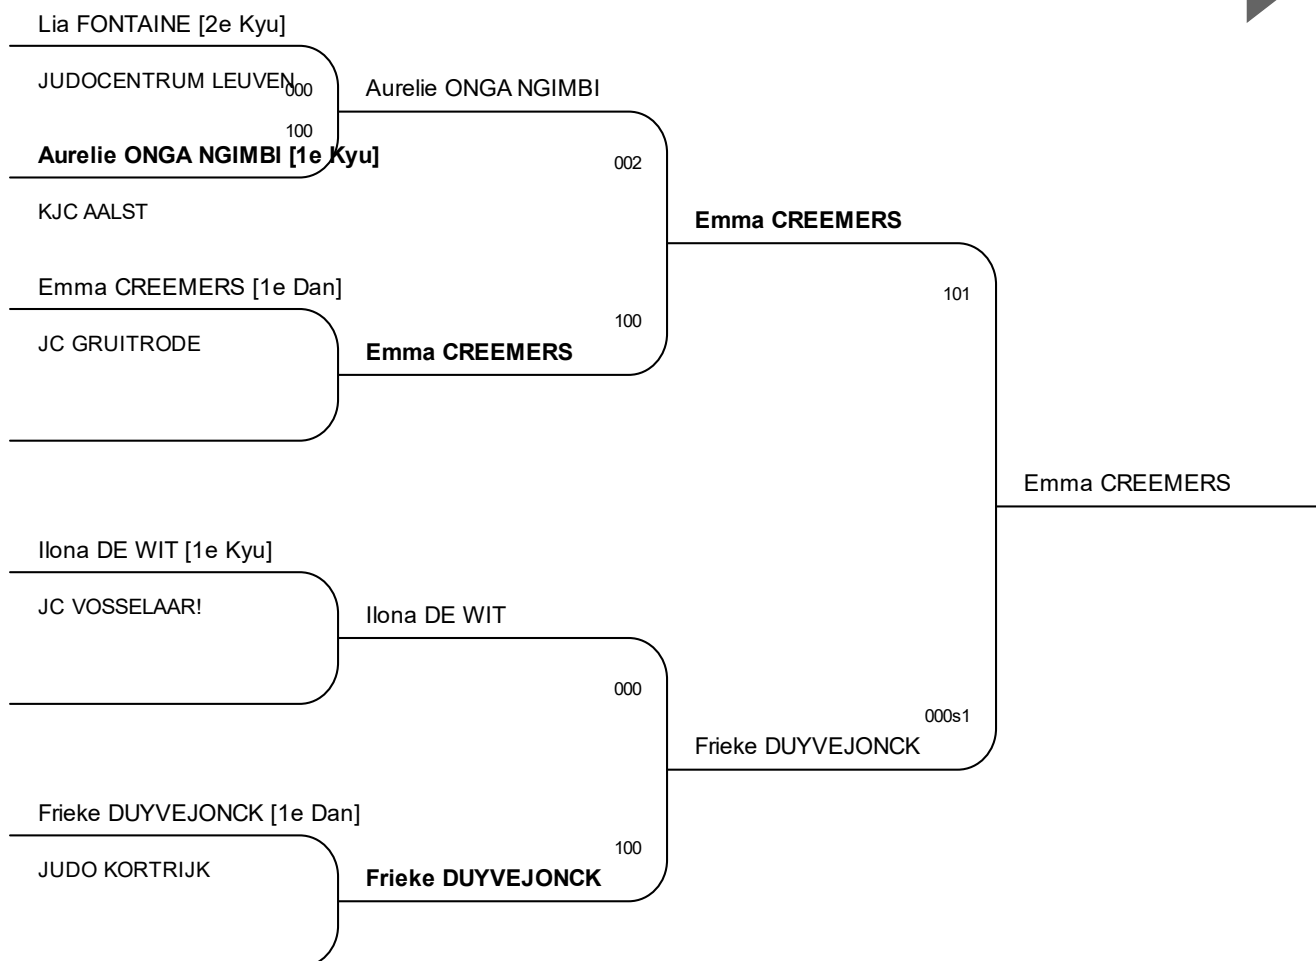 Lia FONTAINE [2e Kyu]
JUDOCENTRUM LEUVEN
000
Aurelie ONGA NGIMBI
100
Aurelie ONGA NGIMBI [1e Kyu]
002
KJC AALST
Emma CREEMERS
Emma CREEMERS [1e Dan]
101
100
JC GRUITRODE
Emma CREEMERS
Emma CREEMERS
Ilona DE WIT [1e Kyu]
JC VOSSELAAR!
Ilona DE WIT
000
000s1
Frieke DUYVEJONCK
Frieke DUYVEJONCK [1e Dan]
100
JUDO KORTRIJK
Frieke DUYVEJONCK